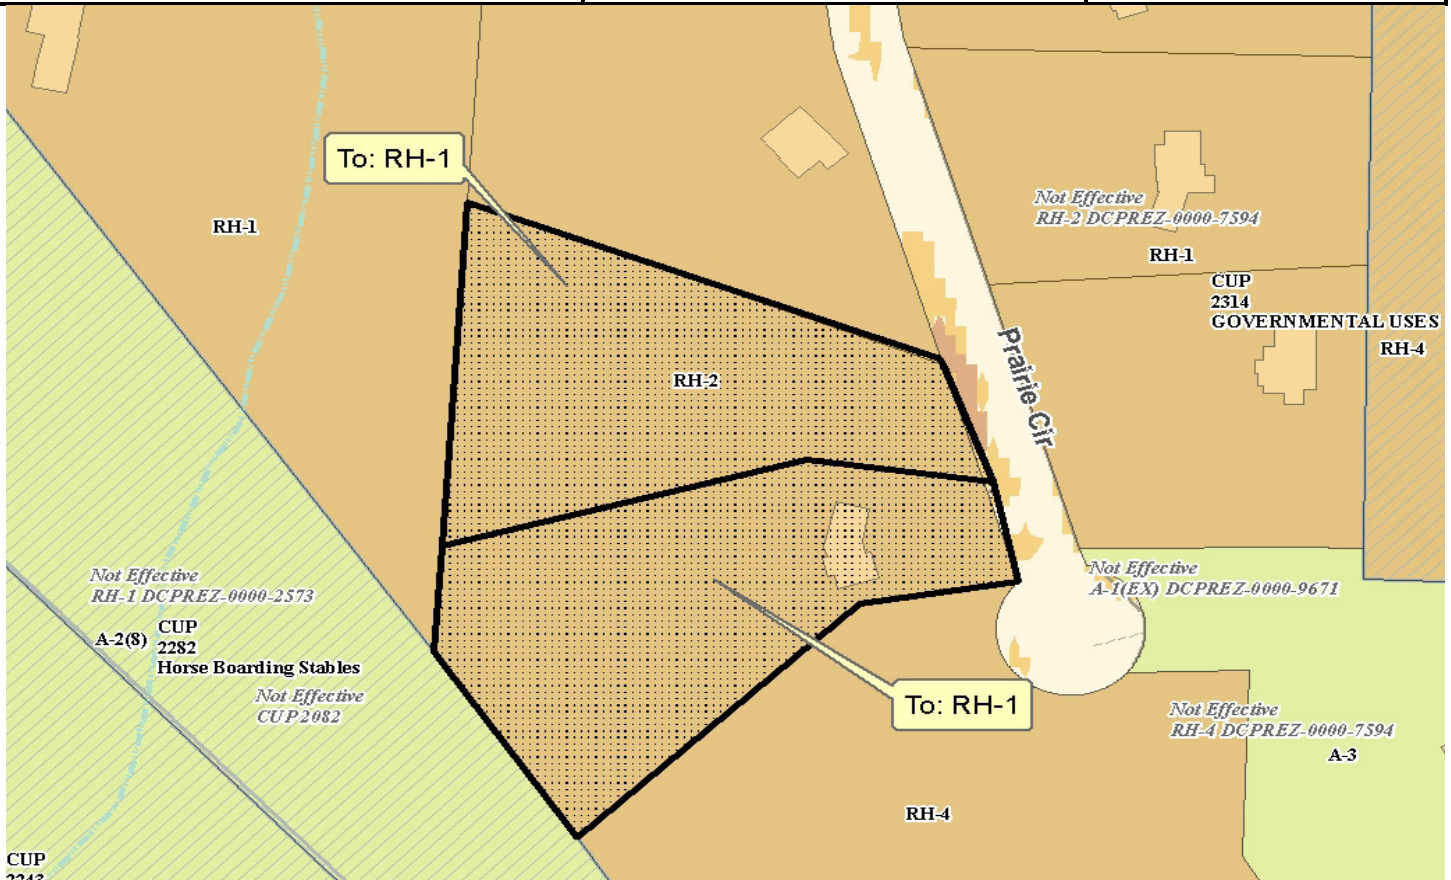 To: RH-1
RH-1
Not Effective
RH-2 DCPREZ-0000-7594
RH-1
CUP
2314
GOVERNMENTAL USES
RH-4
Prairie Cir
RH-2
Not Effective
RH-1 DCPREZ-0000-2573
A-2(8)
CUP
2282
Horse Boarding Stables
Not Effective
CUP 2082
Not Effective
A-1(EX) DCPREZ-0000-9671
To: RH-1
Not Effective
RH-4 DCPREZ-0000-7594
A-3
RH-4
CUP
2243